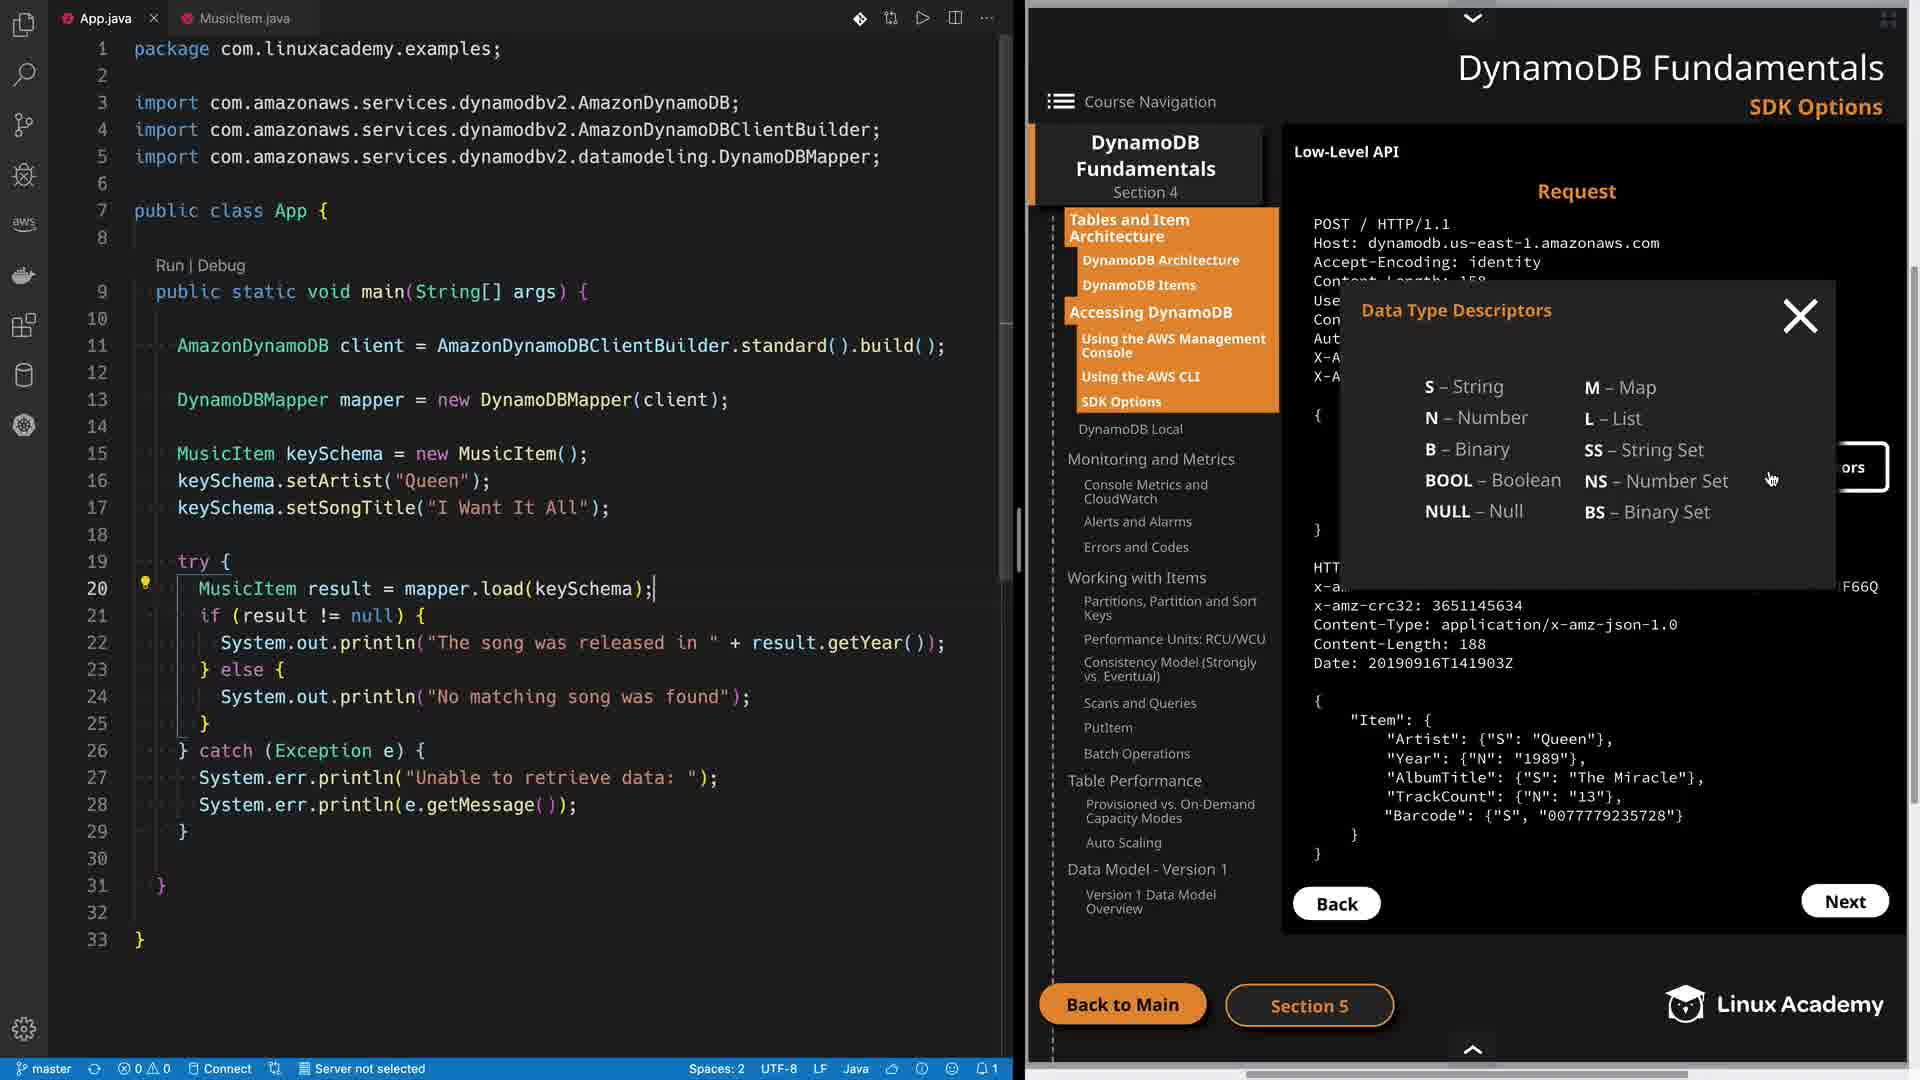 App.java
MusicItem.java
1 package com.linuxacademy.examples;
2
3 import com.amazonaws.services.dynamodbv2.AmazonDynamoDB;
4 import com.amazonaws.services.dynamodbv2.AmazonDynamoDBClientBuilder;
5 import com.amazonaws.services.dynamodbv2.datamodeling.DynamoDBMapper;
6
7 public class App {
8
Run | Debug
9 public static void main(String[] args) {
10
11 AmazonDynamoDB client = AmazonDynamoDBClientBuilder.standard().build();
12
13 DynamoDBMapper mapper = new DynamoDBMapper(client);
14
15 MusicItem keySchema = new MusicItem();
16 keySchema.setArtist("Queen");
17 keySchema.setSongTitle("I Want It All");
18
19 try {
20 MusicItem result = mapper.load(keySchema);
21 if (result != null) {
22 System.out.println("The song was released in " + result.getYear());
23 } else {
24 System.out.println("No matching song was found");
25 }
26 } catch (Exception e) {
27 System.err.println("Unable to retrieve data: ");
28 System.err.println(e.getMessage());
29 }
30
31 }
32
33 }
aws
master
0 0
Connect
Server not selected
Spaces: 2
UTF-8
LF
Java
1
DynamoDB Fundamentals
SDK Options
Course Navigation
DynamoDB
Fundamentals
Section 4
Tables and Item
Architecture
DynamoDB Architecture
DynamoDB Items
Accessing DynamoDB
Using the AWS Management
Console
Using the AWS CLI
SDK Options
DynamoDB Local
Monitoring and Metrics
Console Metrics and
CloudWatch
Alerts and Alarms
Errors and Codes
Working with Items
Partitions, Partition and Sort
Keys
Performance Units: RCU/WCU
Consistency Model (Strongly
vs. Eventual)
Scans and Queries
PutItem
Batch Operations
Table Performance
Provisioned vs. On-Demand
Capacity Modes
Auto Scaling
Data Model - Version 1
Version 1 Data Model
Overview
Low-Level API
Request
POST / HTTP/1.1
Host: dynamodb.us-east-1.amazonaws.com
Accept-Encoding: identity
Content-Length: 158
Use
Con
Aut
X-A
X-A
{
}
Data Type Descriptors
S – String
N – Number
B – Binary
BOOL – Boolean
NULL – Null
M – Map
L – List
SS – String Set
NS – Number Set
BS – Binary Set
ors
HTT
x-a
F66Q
x-amz-crc32: 3651145634
Content-Type: application/x-amz-json-1.0
Content-Length: 188
Date: 20190916T141903Z
{
"Item": {
"Artist": {"S": "Queen"},
"Year": {"N": "1989"},
"AlbumTitle": {"S": "The Miracle"},
"TrackCount": {"N": "13"},
"Barcode": {"S", "0077779235728"}
}
}
Back
Next
Back to Main
Section 5
Linux Academy